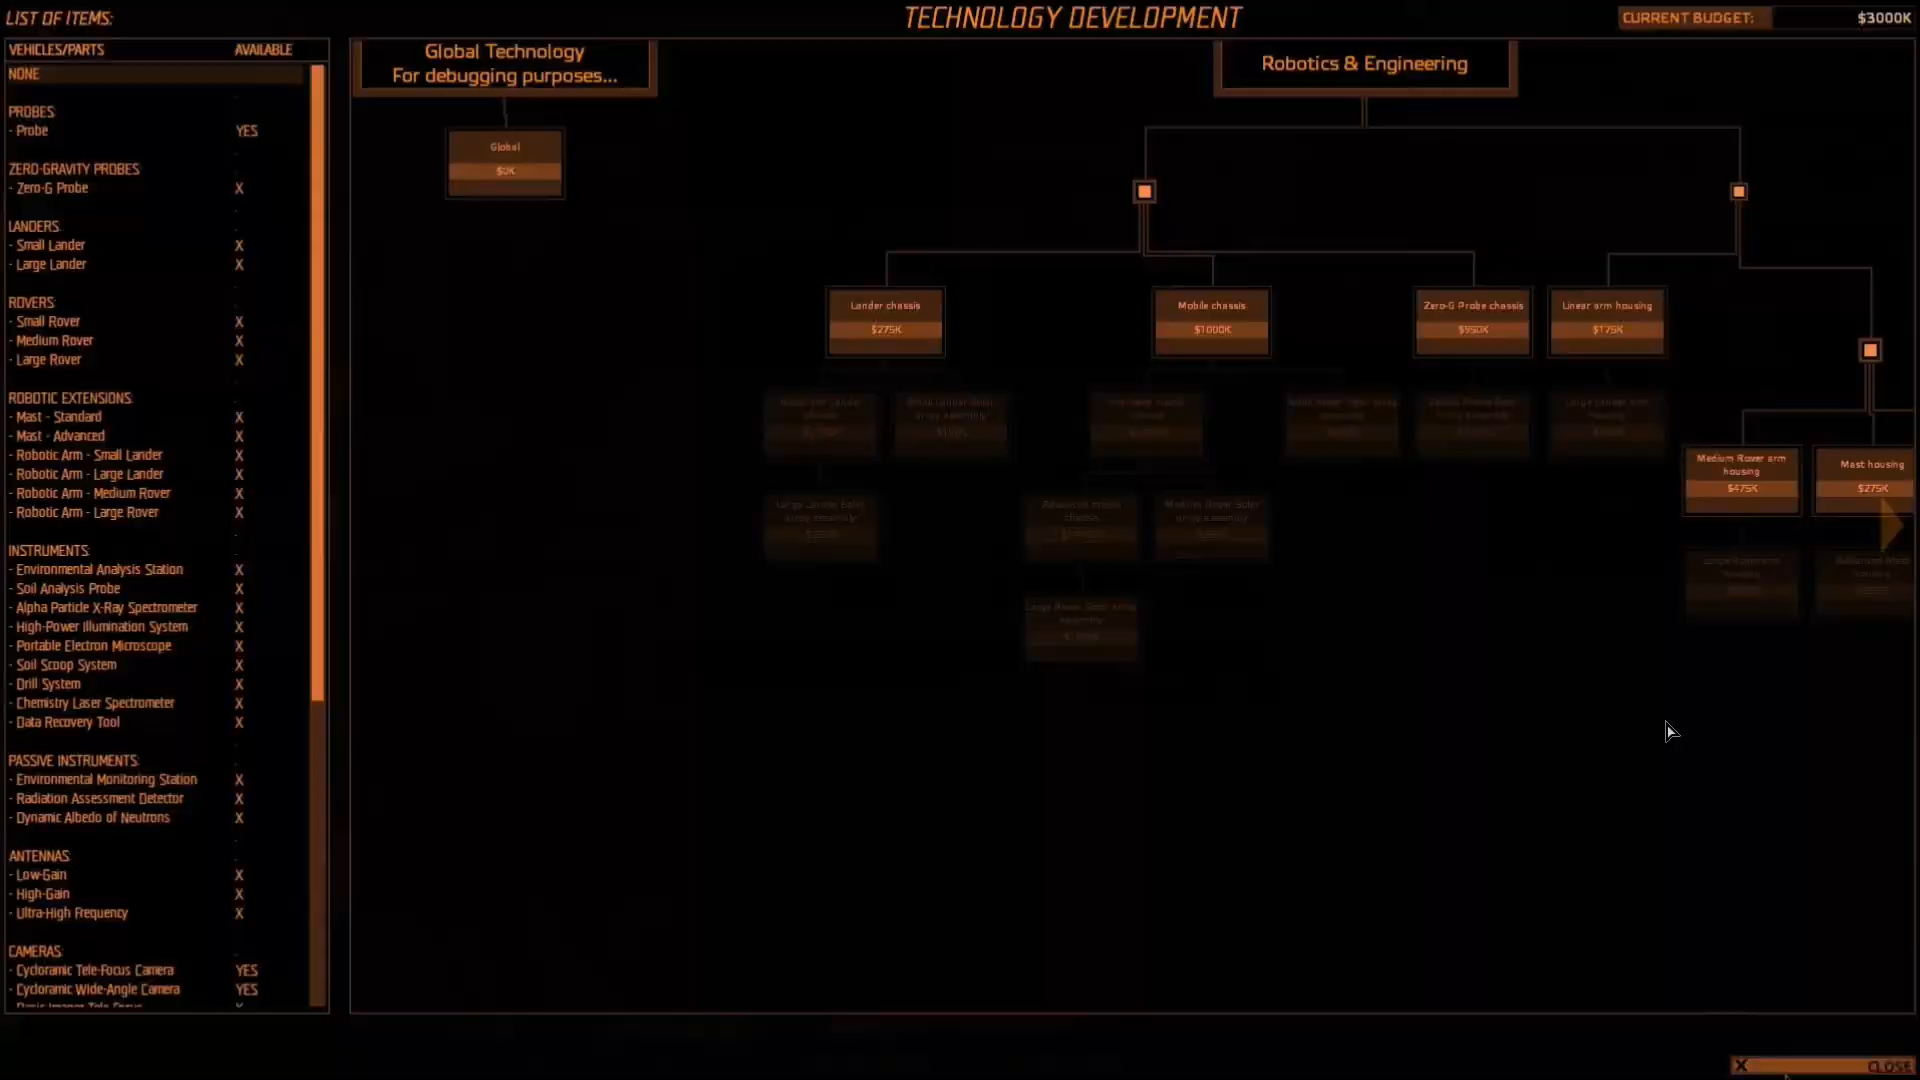 LIST OF ITEMS:
TECHNOLOGY DEVELOPMENT
CURRENT BUDGET: $3000K
VEHICLES/PARTS AVAILABLE
NONE
PROBES:
- Probe YES
ZERO-GRAVITY PROBES:
- Zero-G Probe X
LANDERS:
- Small Lander X
- Large Lander X
ROVERS:
- Small Rover X
- Medium Rover X
- Large Rover X
ROBOTIC EXTENSIONS:
- Mast - Standard X
- Mast - Advanced X
- Robotic Arm - Small Lander X
- Robotic Arm - Large Lander X
- Robotic Arm - Medium Rover X
- Robotic Arm - Large Rover X
INSTRUMENTS:
- Environmental Analysis Station X
- Soil Analysis Probe X
- Alpha Particle X-Ray Spectrometer X
- High-Power Illumination System X
- Portable Electron Microscope X
- Soil Scoop System X
- Drill System X
- Chemistry Laser Spectrometer X
- Data Recovery Tool X
PASSIVE INSTRUMENTS:
- Environmental Monitoring Station X
- Radiation Assessment Detector X
- Dynamic Albedo of Neutrons X
ANTENNAS:
- Low-Gain X
- High-Gain X
- Ultra-High Frequency X
CAMERAS:
- Cycloramic Tele-Focus Camera YES
- Cycloramic Wide-Angle Camera YES
Global Technology
For debugging purposes...
Global
$0K
Robotics & Engineering
Lander chassis
$275K
Mobile chassis
$1000K
Zero-G Probe chassis
$950K
Linear arm housing
$175K
Medium Rover arm
housing
$475K
Mast housing
$275K
X CLOSE